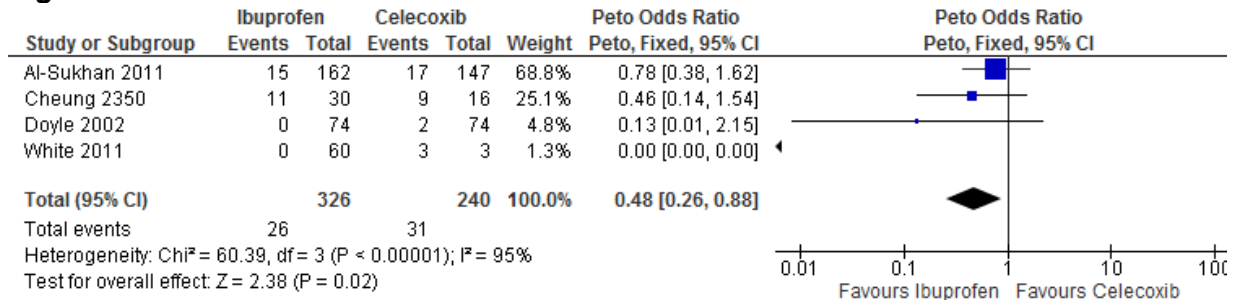 Ibuprofen Celecoxib Peto Odds Ratio Peto Odds Ratio
Study or Subgroup Events Total Events Total Weight Peto, Fixed, 95% CI Peto, Fixed, 95% CI
Al-Sukhan 2011 15 162 17 147 68.8% 0.78 [0.38, 1.62]
Cheung 2350 11 30 9 16 25.1% 0.46 [0.14, 1.54]
Doyle 2002 0 74 2 74 4.8% 0.13 [0.01, 2.15]
White 2011 0 60 3 3 1.3% 0.00 [0.00, 0.00]
Total (95% CI) 326 240 100.0% 0.48 [0.26, 0.88]
Total events 26 31
Heterogeneity: Chi² = 60.39, df = 3 (P < 0.00001); I² = 95%
Test for overall effect: Z = 2.38 (P = 0.02)
0.01 0.1 1 10 100
Favours Ibuprofen Favours Celecoxib